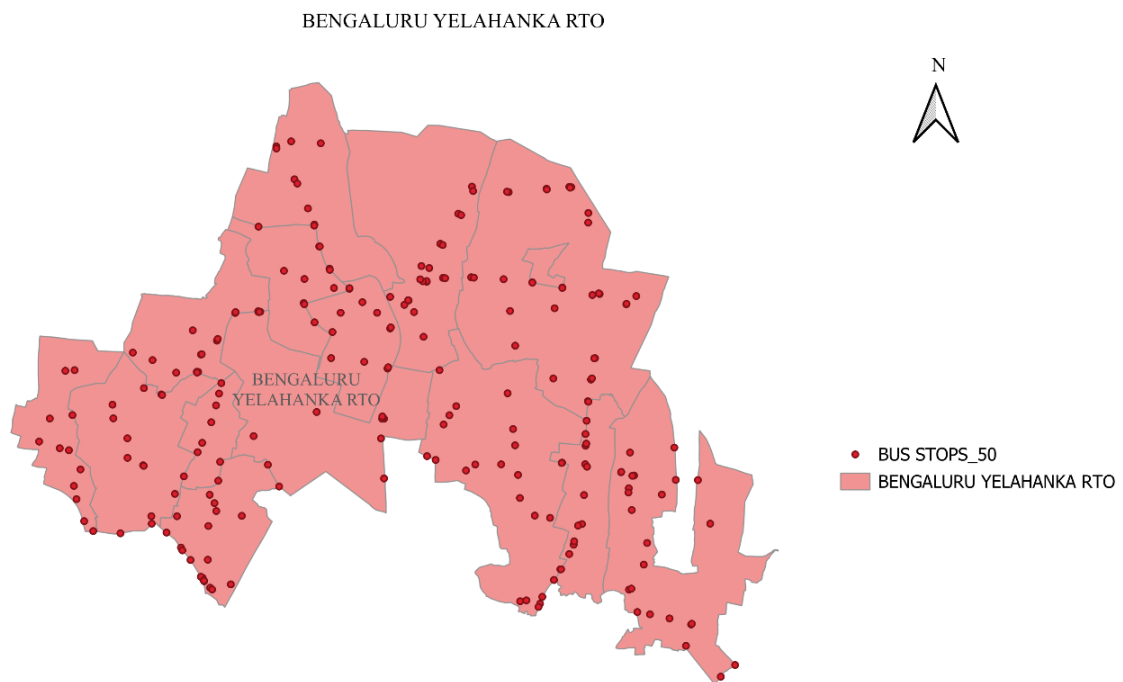 BENGALURU YELAHANKA RTO
N
BENGALURU
YELAHANKA RTO
BUS STOPS_50
BENGALURU YELAHANKA RTO